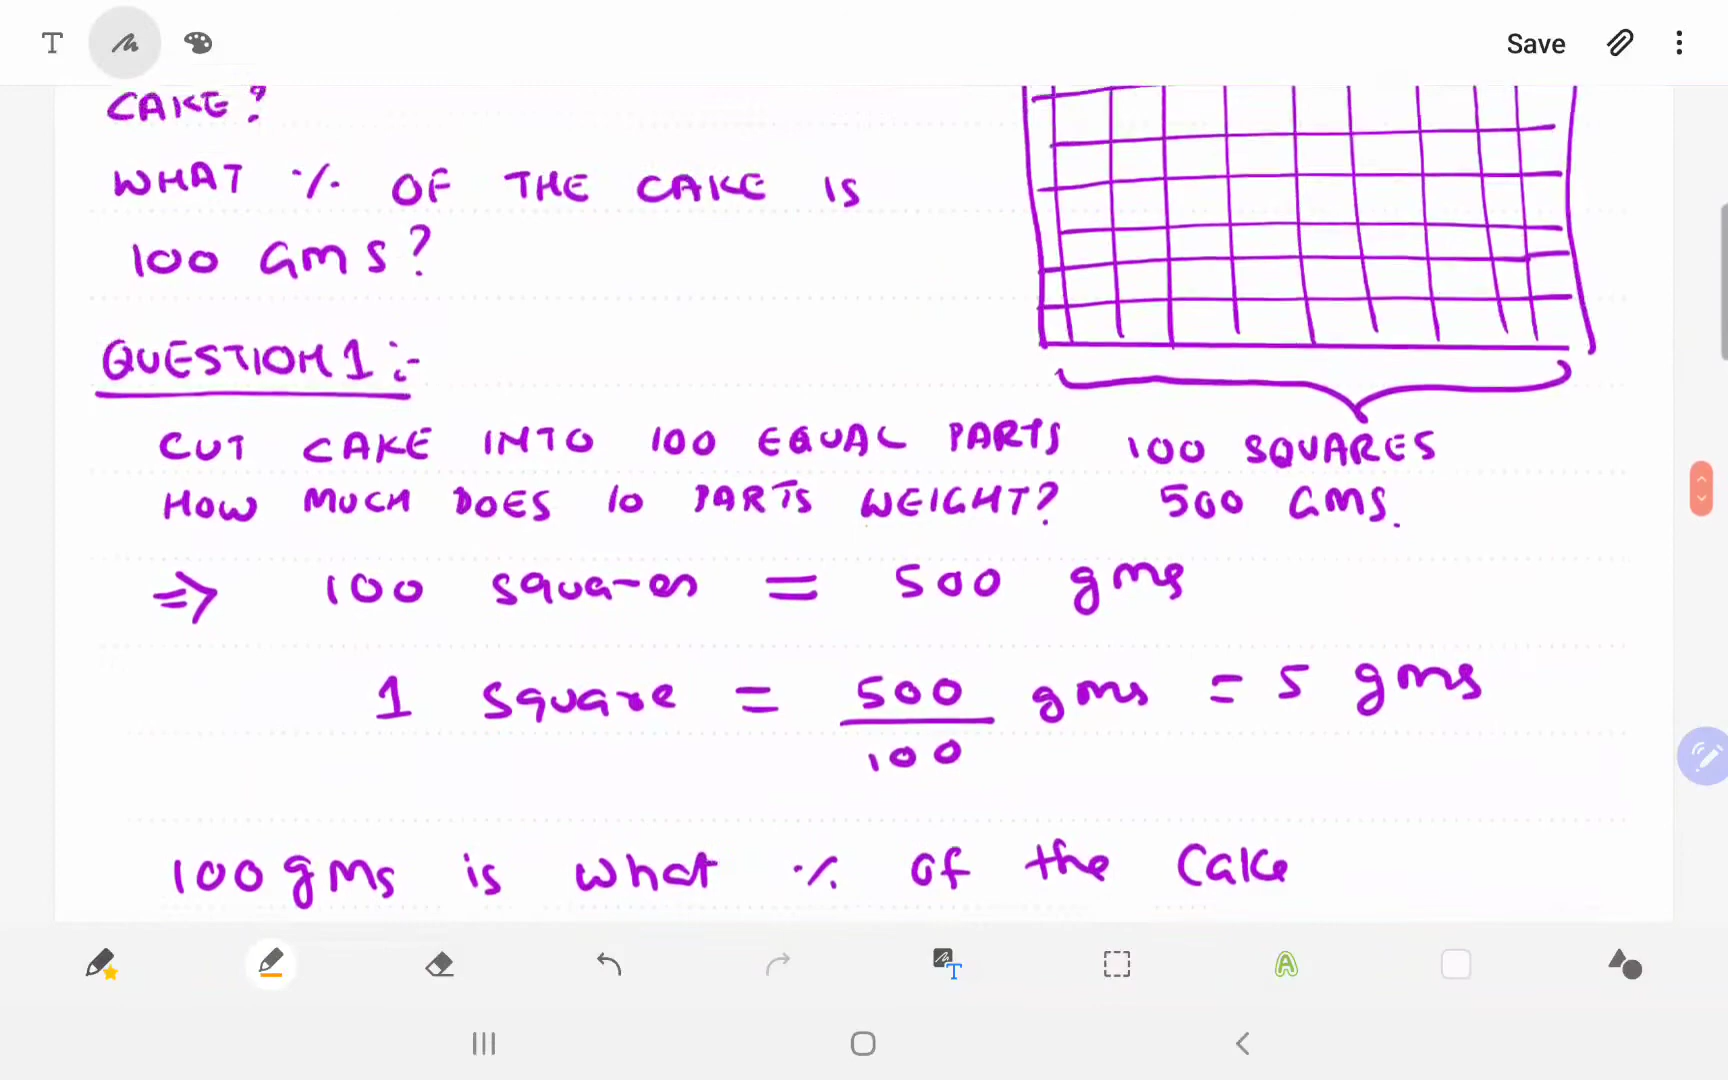 T
Save
CAKE?
WHAT % OF THE CAKE IS
100 GMS?
QUESTION 1 :-
CUT CAKE INTO 100 EQUAL PARTS
HOW MUCH DOES 10 PARTS WEIGHT?
100 SQUARES
500 GMS.
⇒ 100 squares = 500 gms
1 square = 500/100 gms = 5 gms
100gms is what % of the Cake